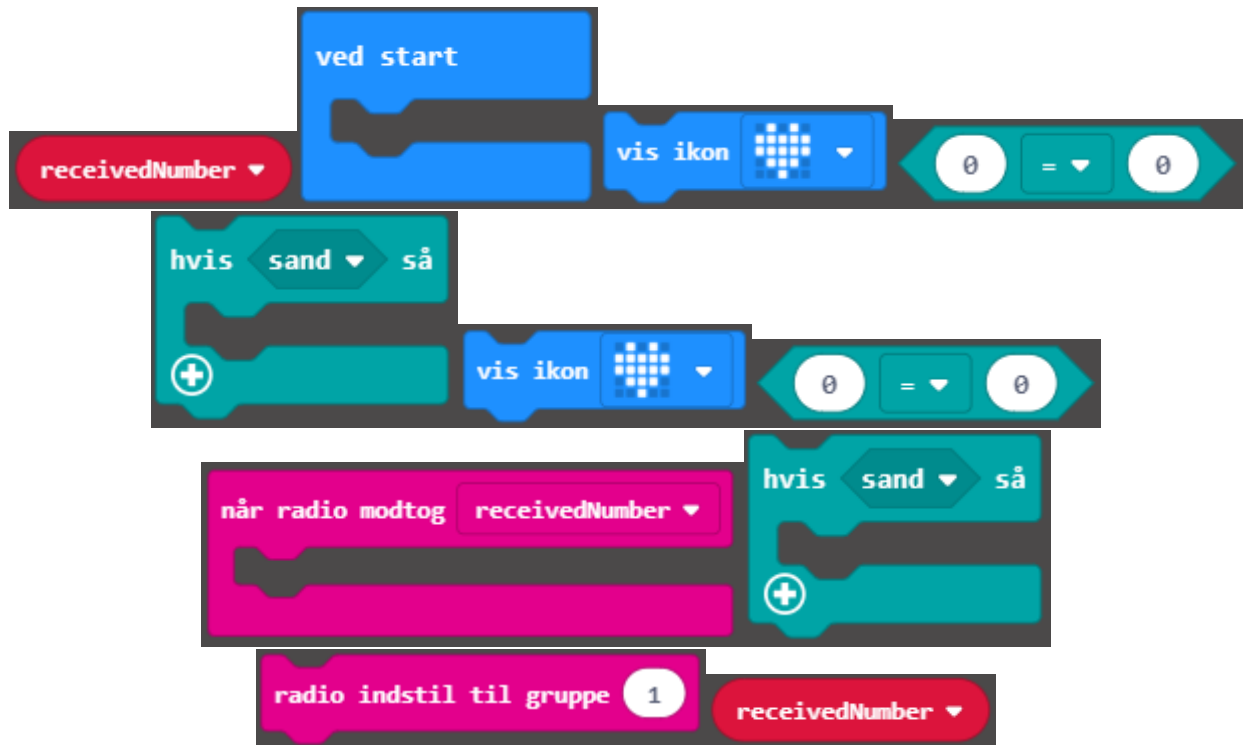 ved start
receivedNumber
vis ikon
0 = 0
hvis sand så
vis ikon
0 = 0
når radio modtog receivedNumber
hvis sand så
radio indstil til gruppe 1
receivedNumber